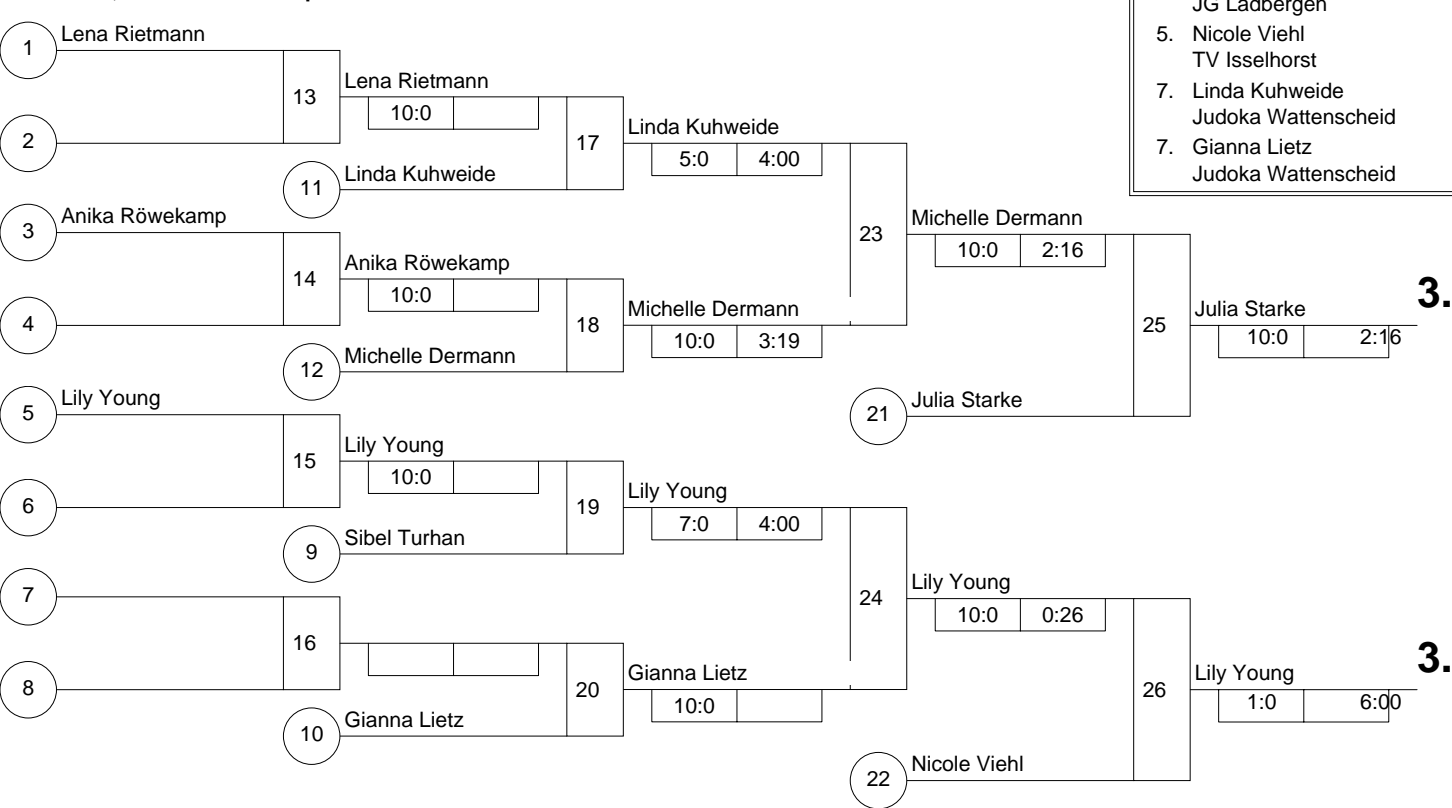 JG Ladbergen
5. Nicole Viehl
TV Isselhorst
7. Linda Kuhweide
Judoka Wattenscheid
7. Gianna Lietz
Judoka Wattenscheid
1 Lena Rietmann
13 Lena Rietmann
10:0
2
17 Linda Kuhweide
5:0 4:00
11 Linda Kuhweide
3 Anika Röwekamp
23 Michelle Dermann
10:0 2:16
14 Anika Röwekamp
10:0
4
18 Michelle Dermann
10:0 3:19
12 Michelle Dermann
25 Julia Starke 3.
10:0 2:16
5 Lily Young
21 Julia Starke
15 Lily Young
10:0
6
19 Lily Young
7:0 4:00
9 Sibel Turhan
7
24 Lily Young
10:0 0:26
16
8
20 Gianna Lietz
10:0
10 Gianna Lietz
26 Lily Young 3.
1:0 6:00
22 Nicole Viehl